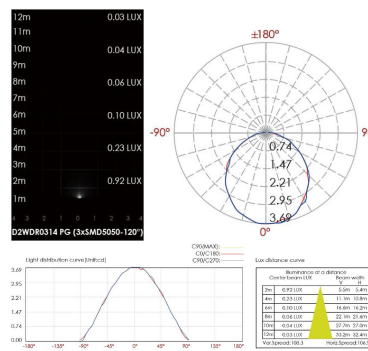 12m 0.03 LUX
11m
10m 0.04 LUX
9m
8m 0.06 LUX
7m
6m 0.10 LUX
5m
4m 0.23 LUX
3m
2m 0.92 LUX
1m
4 3 2 1 0 1 2 3 4
D2WDR0314 PG (3xSMD5050-120°)
±180°
-90°
9
0.74
1.47
2.21
2.95
3.69
0°
C90(MAX):
C0/C180:
C90/C270:
Light distribution curve[Unit:cd]
3.69
2.95
2.21
1.47
0.74
0.00
-180° -135° -90° -45° 0° 45° 90° 135° 180°
Lux distance curve
Illuminance at a distance
Center beam LUX Beam width
V H
2m 0.92 LUX 5.5m 5.4m
4m 0.23 LUX 11.1m 10.8m
6m 0.10 LUX 16.6m 16.2m
8m 0.06 LUX 22.1m 21.6m
10m 0.04 LUX 27.7m 27.0m
12m 0.03 LUX 33.2m 32.4m
Horiz.Spread:106.